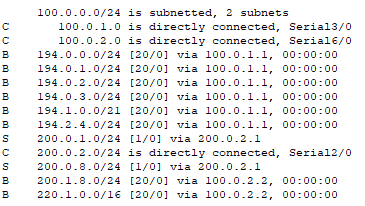 100.0.0.0/24 is subnetted, 2 subnets
C 100.0.1.0 is directly connected, Serial3/0
C 100.0.2.0 is directly connected, Serial6/0
B 194.0.0.0/24 [20/0] via 100.0.1.1, 00:00:00
B 194.0.1.0/24 [20/0] via 100.0.1.1, 00:00:00
B 194.0.2.0/24 [20/0] via 100.0.1.1, 00:00:00
B 194.0.3.0/24 [20/0] via 100.0.1.1, 00:00:00
B 194.1.0.0/21 [20/0] via 100.0.1.1, 00:00:00
B 194.2.4.0/24 [20/0] via 100.0.1.1, 00:00:00
S 200.0.1.0/24 [1/0] via 200.0.2.1
C 200.0.2.0/24 is directly connected, Serial2/0
S 200.0.8.0/24 [1/0] via 200.0.2.1
B 200.1.8.0/24 [20/0] via 100.0.2.2, 00:00:00
B 220.1.0.0/16 [20/0] via 100.0.2.2, 00:00:00